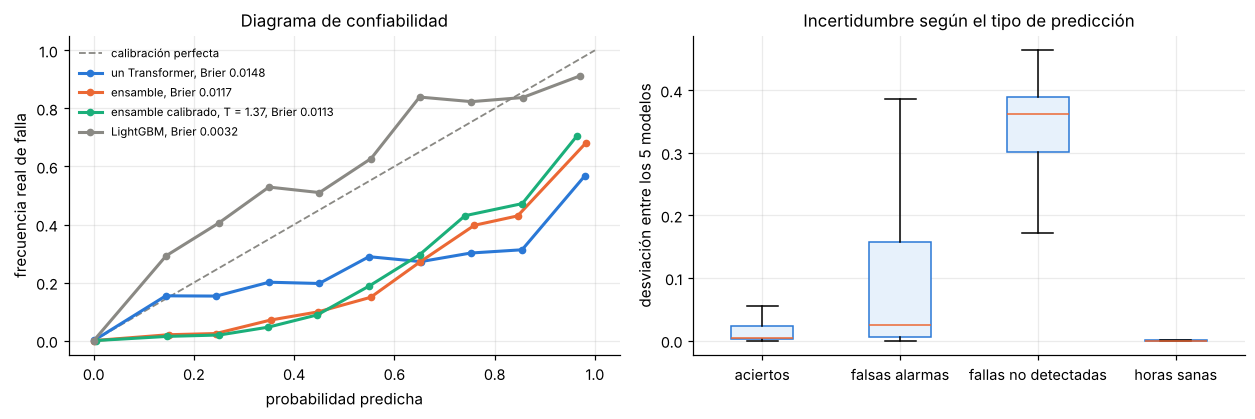 Diagrama de confiabilidad
calibración perfecta
un Transformer, Brier 0.0148
ensamble, Brier 0.0117
ensamble calibrado, T = 1.37, Brier 0.0113
LightGBM, Brier 0.0032
frecuencia real de falla
1.0
0.8
0.6
0.4
0.2
0.0
0.0 0.2 0.4 0.6 0.8 1.0
probabilidad predicha
Incertidumbre según el tipo de predicción
desviación entre los 5 modelos
0.4
0.3
0.2
0.1
0.0
aciertos falsas alarmas fallas no detectadas horas sanas